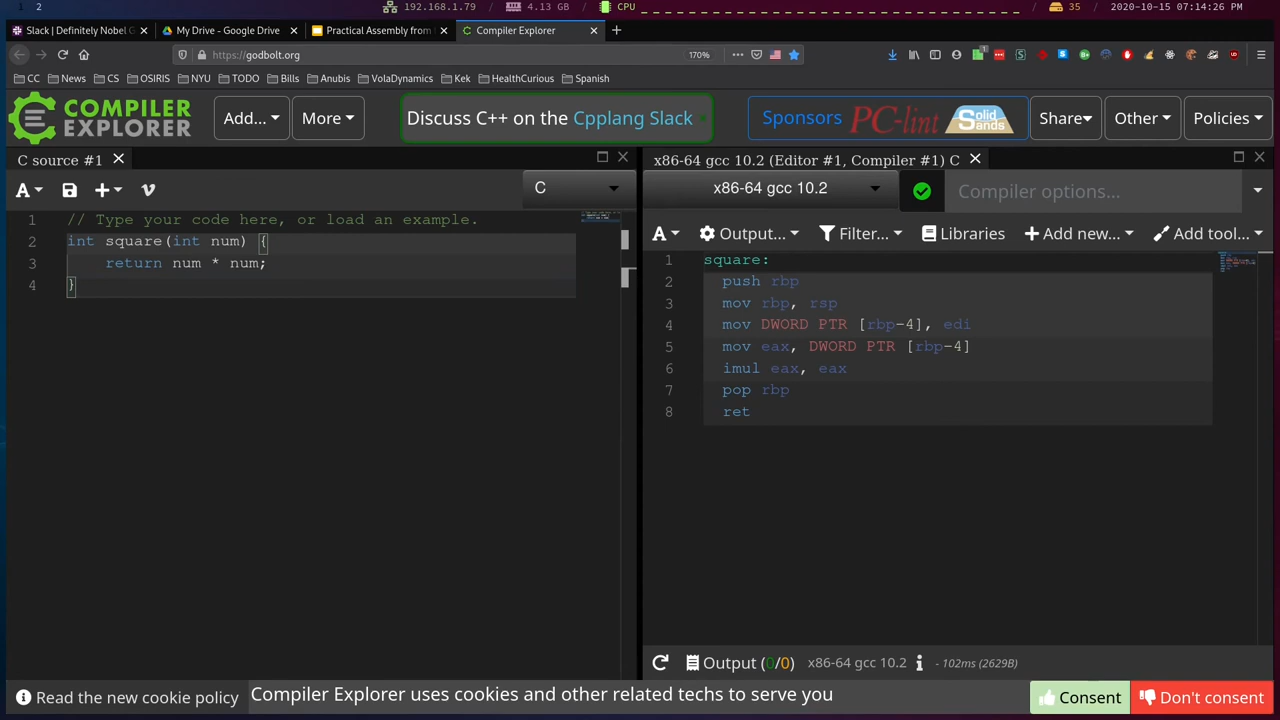 1 2 192.168.1.79 4.13 GB CPU 35 2020-10-15 07:14:26 PM
Slack | Definitely Nobel G My Drive - Google Drive Practical Assembly from Compiler Explorer
https://godbolt.org 170%
CC News CS OSIRIS NYU TODO Bills Anubis VolaDynamics Kek HealthCurious Spanish
COMPILER EXPLORER Add... More Discuss C++ on the Cpplang Slack Sponsors PC-lint Solid Sands Share Other Policies
C source #1
A + C
1 // Type your code here, or load an example.
2 int square(int num) {
3 return num * num;
4 }
x86-64 gcc 10.2 (Editor #1, Compiler #1) C
x86-64 gcc 10.2 Compiler options...
A Output... Filter... Libraries + Add new... Add tool...
1 square:
2 push rbp
3 mov rbp, rsp
4 mov DWORD PTR [rbp-4], edi
5 mov eax, DWORD PTR [rbp-4]
6 imul eax, eax
7 pop rbp
8 ret
Output (0/0) x86-64 gcc 10.2 - 102ms (2629B)
Read the new cookie policy Compiler Explorer uses cookies and other related techs to serve you Consent Don't consent